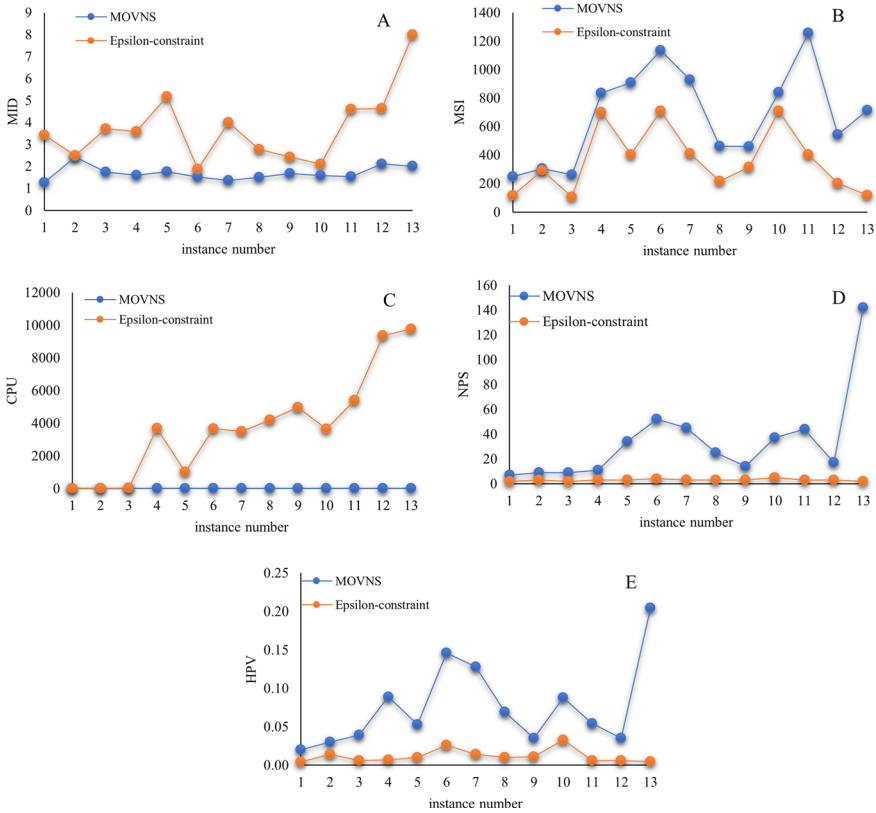 A
MOVNS
Epsilon-constraint
MID
9
8
7
6
5
4
3
2
1
0
1 2 3 4 5 6 7 8 9 10 11 12 13
instance number
B
MOVNS
Epsilon-constraint
MSI
1400
1200
1000
800
600
400
200
0
1 2 3 4 5 6 7 8 9 10 11 12 13
instance number
C
MOVNS
Epsilon-constraint
CPU
12000
10000
8000
6000
4000
2000
0
1 2 3 4 5 6 7 8 9 10 11 12 13
instance number
D
MOVNS
Epsilon-constraint
NPS
160
140
120
100
80
60
40
20
0
1 2 3 4 5 6 7 8 9 10 11 12 13
instance number
E
MOVNS
Epsilon-constraint
HPV
0.25
0.20
0.15
0.10
0.05
0.00
1 2 3 4 5 6 7 8 9 10 11 12 13
instance number